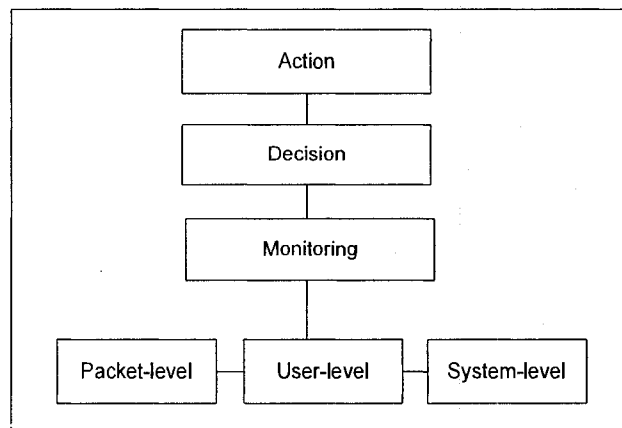 Action
Decision
Monitoring
Packet-level User-level System-level